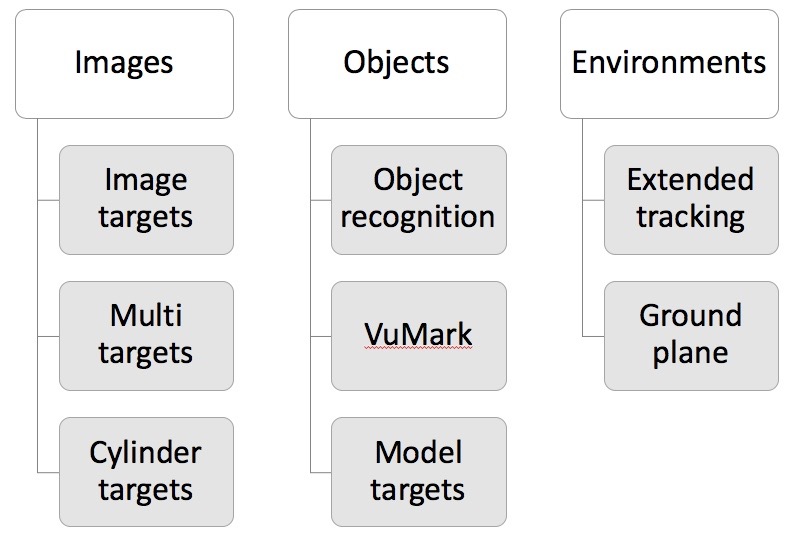 Images
Image
targets
Multi
targets
Cylinder
targets
Objects
Object
recognition
VuMark
Model
targets
Environments
Extended
tracking
Ground
plane